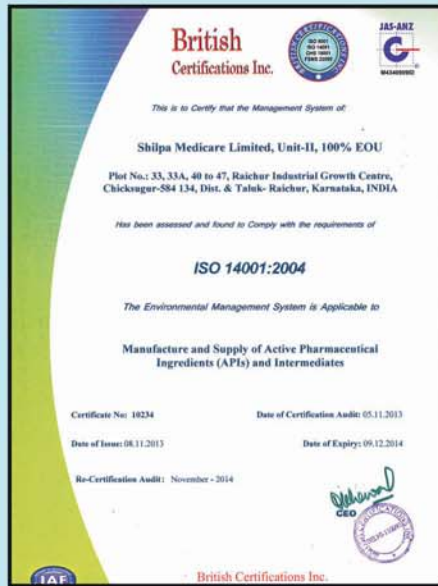 British
Certifications Inc.
JAS-ANZ
ISO 9001
ISO 14001
This is to Certify that the Management System of:
Shilpa Medicare Limited, Unit-II, 100% EOU
Plot No.: 33, 33A, 40 to 47, Raichur Industrial Growth Centre,
Chicksugur-584 134, Dist. & Taluk- Raichur, Karnataka, INDIA
Has been assessed and found to Comply with the requirements of
ISO 14001:2004
The Environmental Management System is Applicable to
Manufacture and Supply of Active Pharmaceutical
Ingredients (APIs) and Intermediates
Certificate No: 10234
Date of Certification Audit: 05.11.2013
Date of Issue: 08.11.2013
Date of Expiry: 09.12.2014
Re-Certification Audit: November - 2014
CEO
IAF
British Certifications Inc.